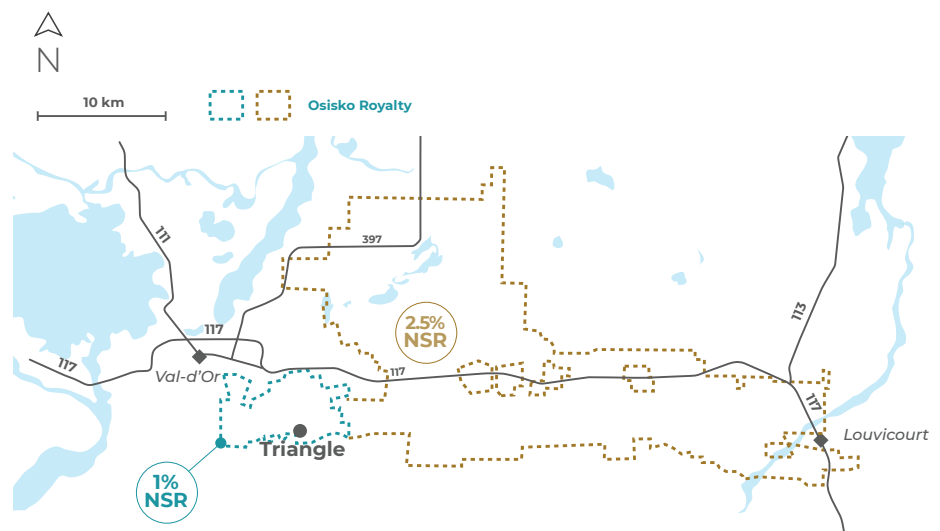 N
10 km
Osisko Royalty
111
397
113
117
117
2.5%
NSR
117
Val-d'Or
117
Triangle
Louvicourt
1%
NSR